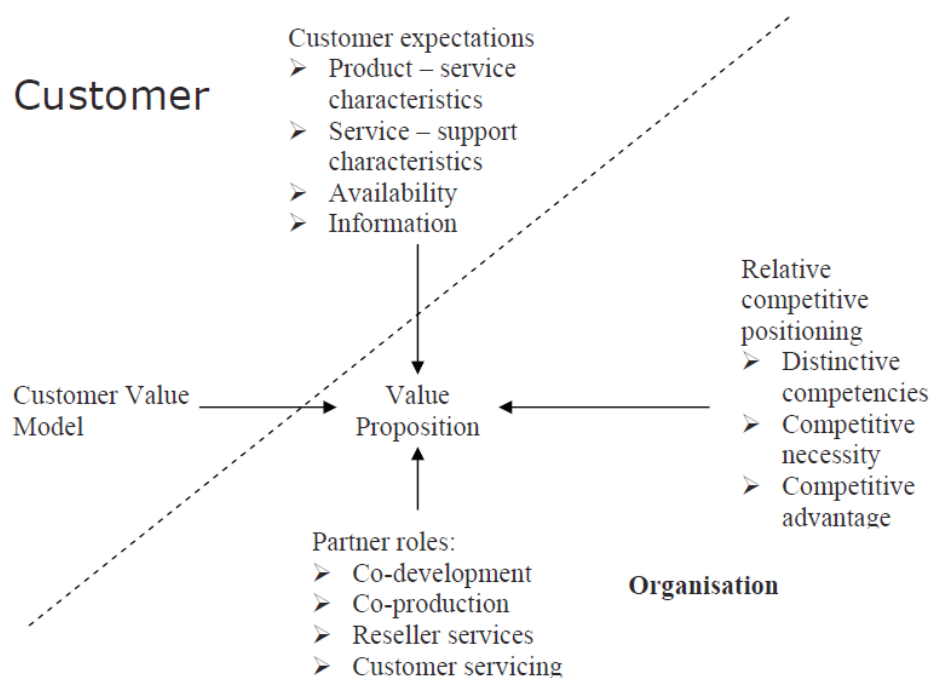 Customer
Customer expectations
➢ Product – service
characteristics
➢ Service – support
characteristics
➢ Availability
➢ Information
Relative
competitive
positioning
➢ Distinctive
competencies
➢ Competitive
necessity
➢ Competitive
advantage
Customer Value
Model
Value
Proposition
Partner roles:
➢ Co-development
➢ Co-production
➢ Reseller services
➢ Customer servicing
Organisation